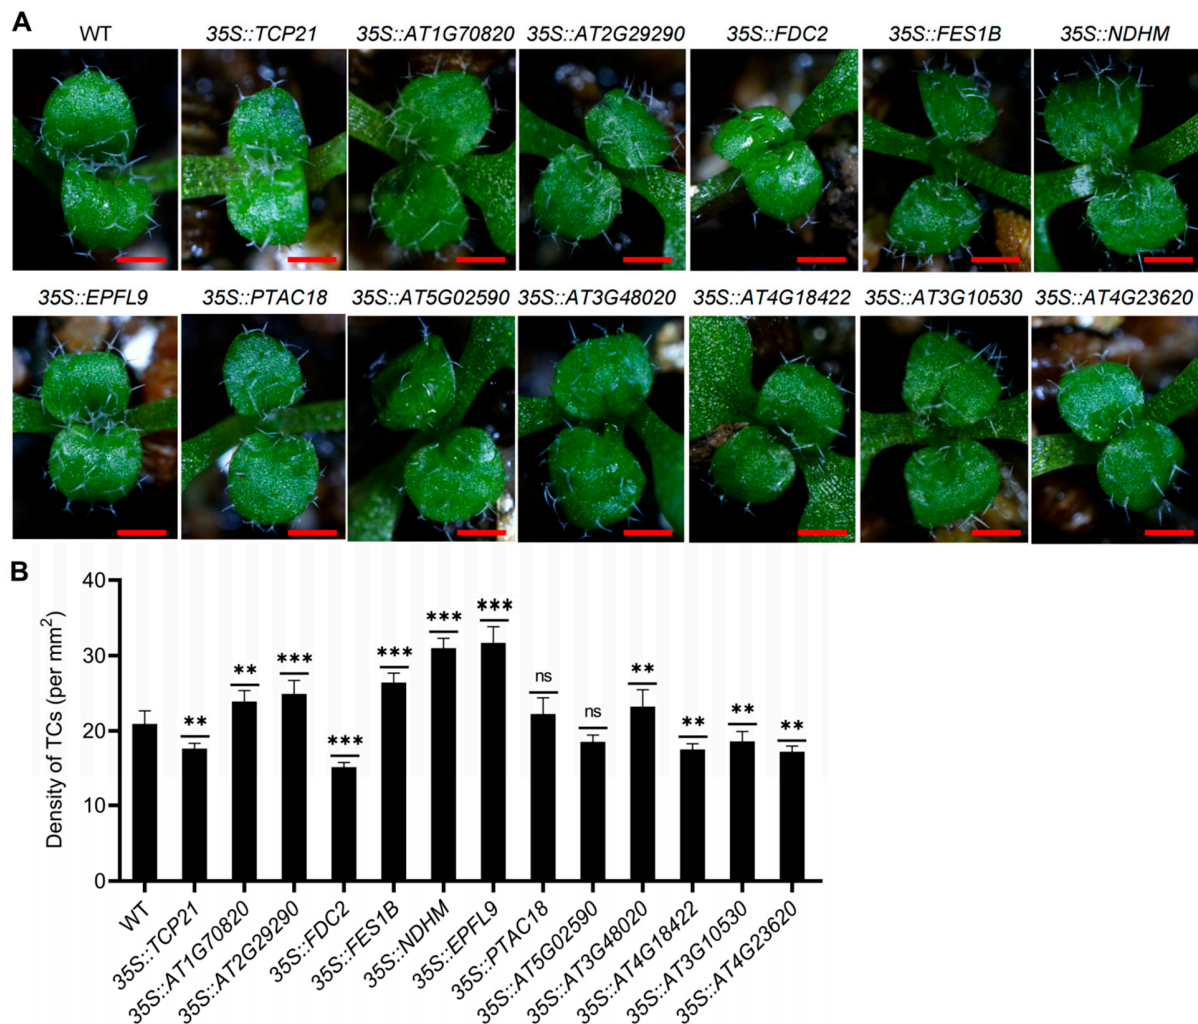 A
WT 35S::TCP21 35S::AT1G70820 35S::AT2G29290 35S::FDC2 35S::FES1B 35S::NDHM
35S::EPFL9 35S::PTAC18 35S::AT5G02590 35S::AT3G48020 35S::AT4G18422 35S::AT3G10530 35S::AT4G23620
B
Density of TCs (per mm²)
40
30
20
10
0
** ** *** *** *** *** *** ns ns ** ** ** **
WT
35S::TCP21
35S::AT1G70820
35S::AT2G29290
35S::FDC2
35S::FES1B
35S::NDHM
35S::EPFL9
35S::PTAC18
35S::AT5G02590
35S::AT3G48020
35S::AT4G18422
35S::AT3G10530
35S::AT4G23620